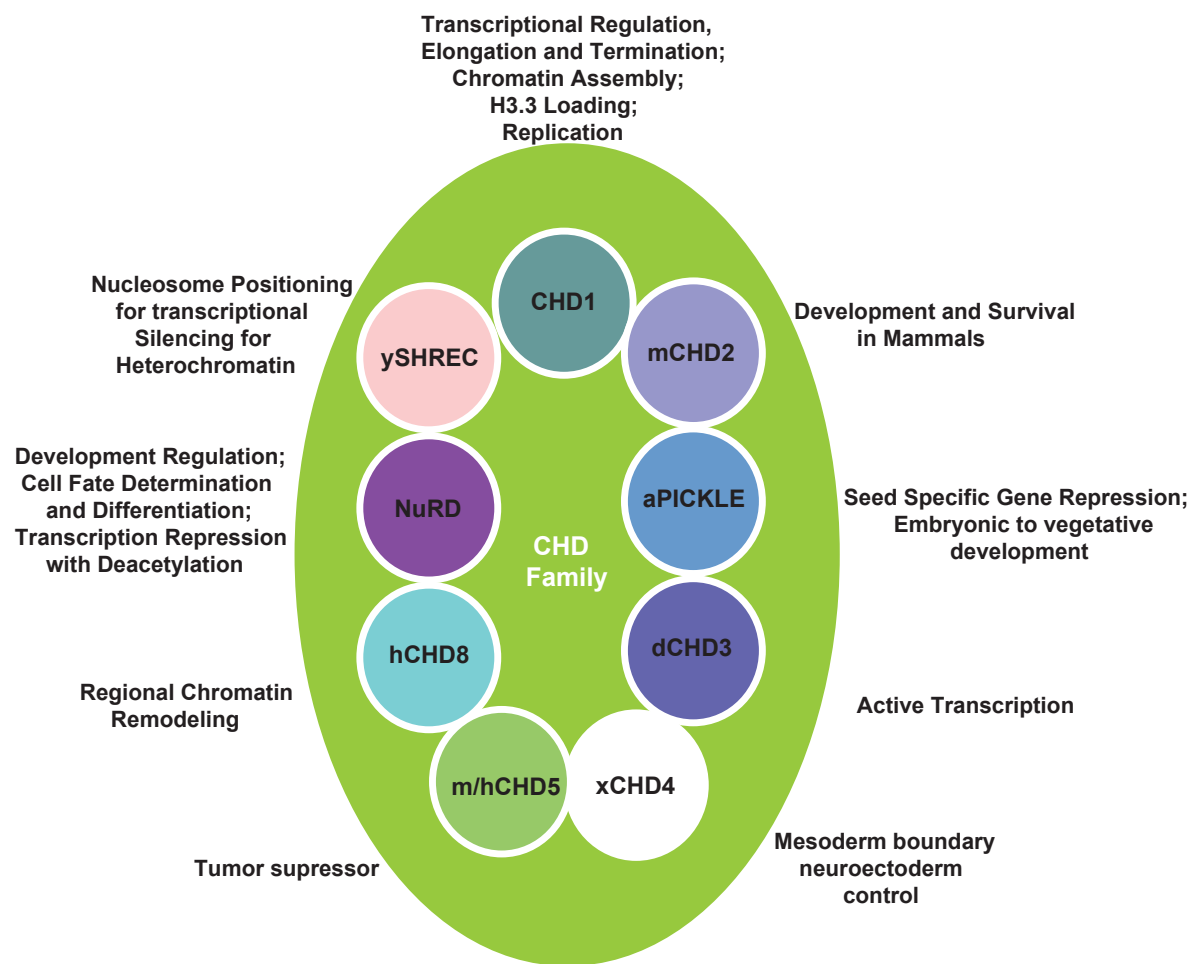 Transcriptional Regulation,
Elongation and Termination;
Chromatin Assembly;
H3.3 Loading;
Replication
CHD1
Nucleosome Positioning
for transcriptional
Silencing for
Heterochromatin
ySHREC
mCHD2
Development and Survival
in Mammals
Development Regulation;
Cell Fate Determination
and Differentiation;
Transcription Repression
with Deacetylation
NuRD
aPICKLE
Seed Specific Gene Repression;
Embryonic to vegetative
development
CHD
Family
hCHD8
dCHD3
Regional Chromatin
Remodeling
Active Transcription
m/hCHD5
xCHD4
Tumor supressor
Mesoderm boundary
neuroectoderm
control